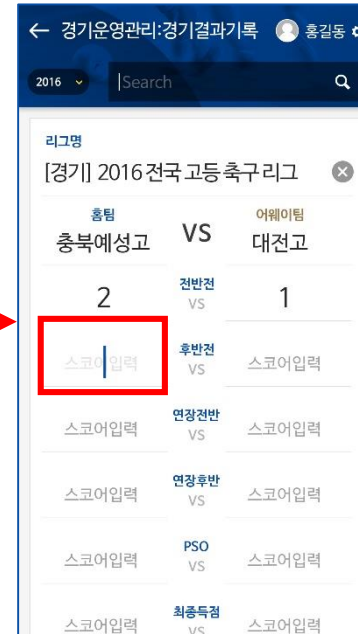 ← 경기운영관리:경기결과기록 홍길동
2016 Search
리그명
[경기] 2016 전국 고등 축구 리그
홈팀 VS 어웨이팀
충북예성고 대전고
2 전반전 VS 1
스코어입력 후반전 VS 스코어입력
스코어입력 연장전반 VS 스코어입력
스코어입력 연장후반 VS 스코어입력
스코어입력 PSO VS 스코어입력
스코어입력 최종득점 VS 스코어입력